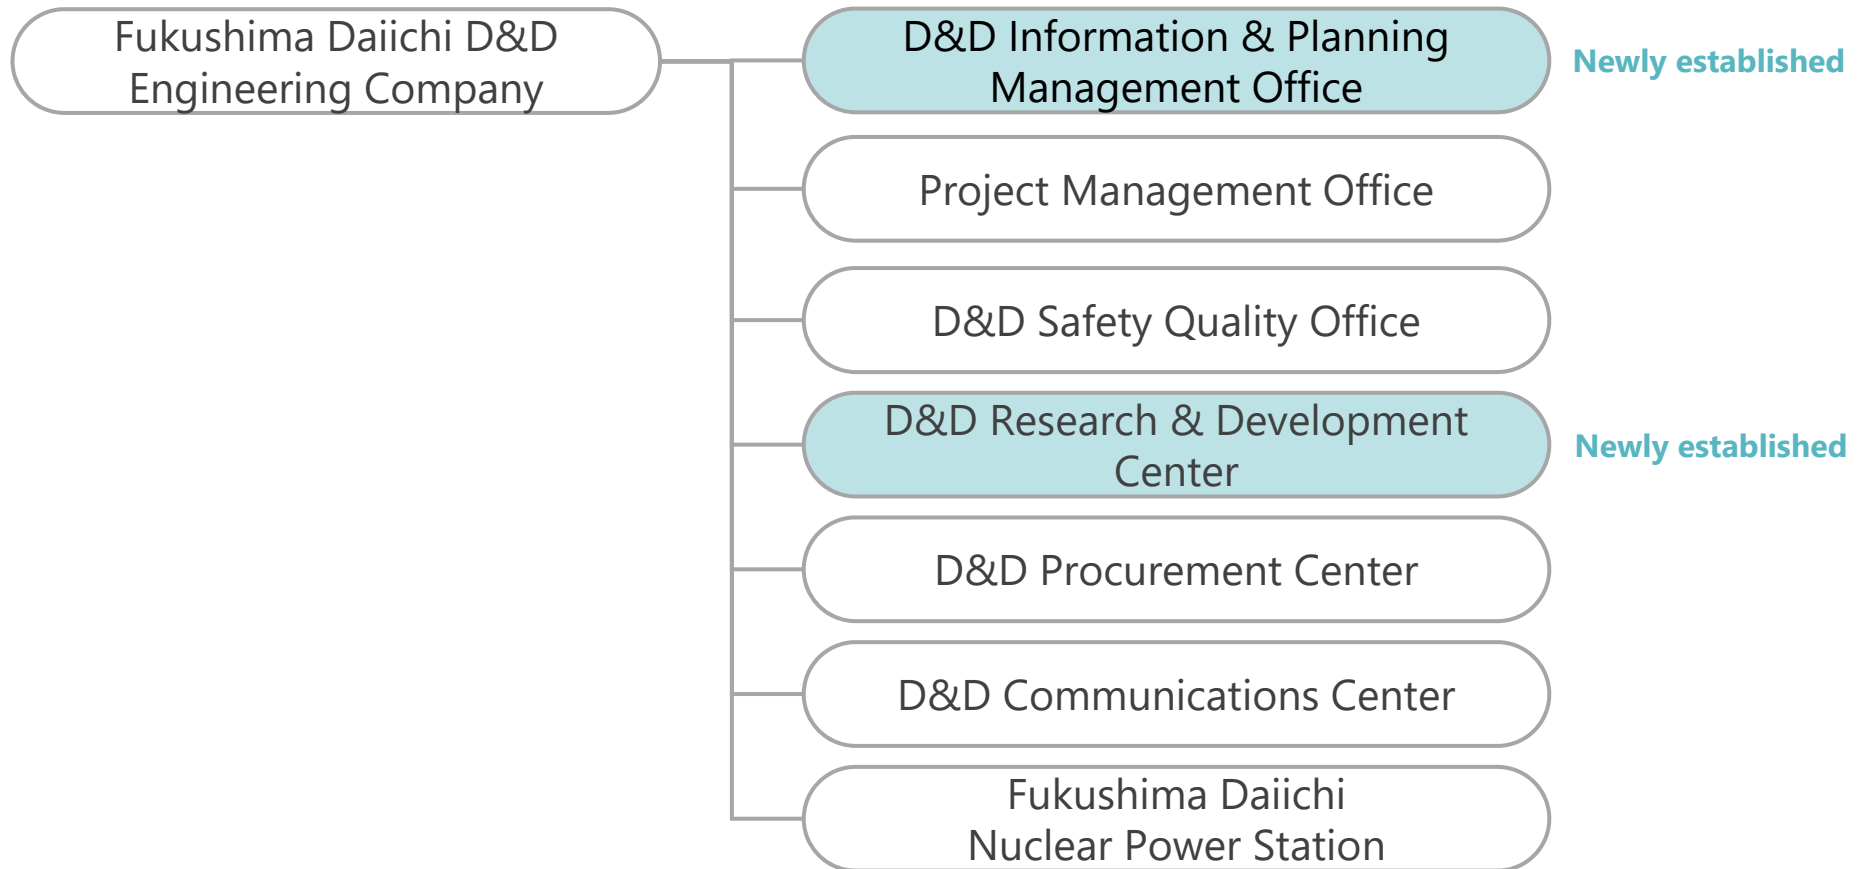 Fukushima Daiichi D&D
Engineering Company
D&D Information & Planning
Management Office
Newly established
Project Management Office
D&D Safety Quality Office
D&D Research & Development
Center
Newly established
D&D Procurement Center
D&D Communications Center
Fukushima Daiichi
Nuclear Power Station